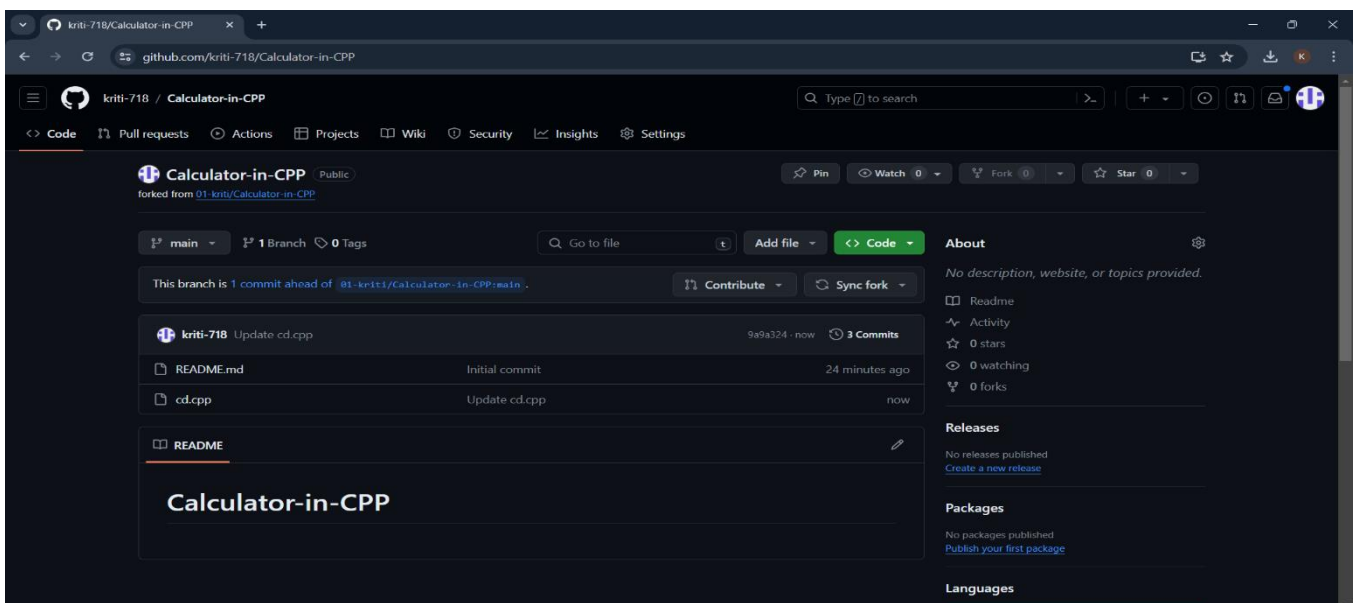 kriti-718/Calculator-in-CPP
github.com/kriti-718/Calculator-in-CPP
K
kriti-718 / Calculator-in-CPP
Type / to search
Code Pull requests Actions Projects Wiki Security Insights Settings
Calculator-in-CPP Public
Pin Watch 0 Fork 0 Star 0
forked from 01-kriti/Calculator-in-CPP
main 1 Branch 0 Tags Go to file t Add file Code
This branch is 1 commit ahead of 01-kriti/Calculator-in-CPP:main .
Contribute Sync fork
kriti-718 Update cd.cpp 9a9a324 · now 3 Commits
README.md Initial commit 24 minutes ago
cd.cpp Update cd.cpp now
README
Calculator-in-CPP
About
No description, website, or topics provided.
Readme
Activity
0 stars
0 watching
0 forks
Releases
No releases published
Create a new release
Packages
No packages published
Publish your first package
Languages